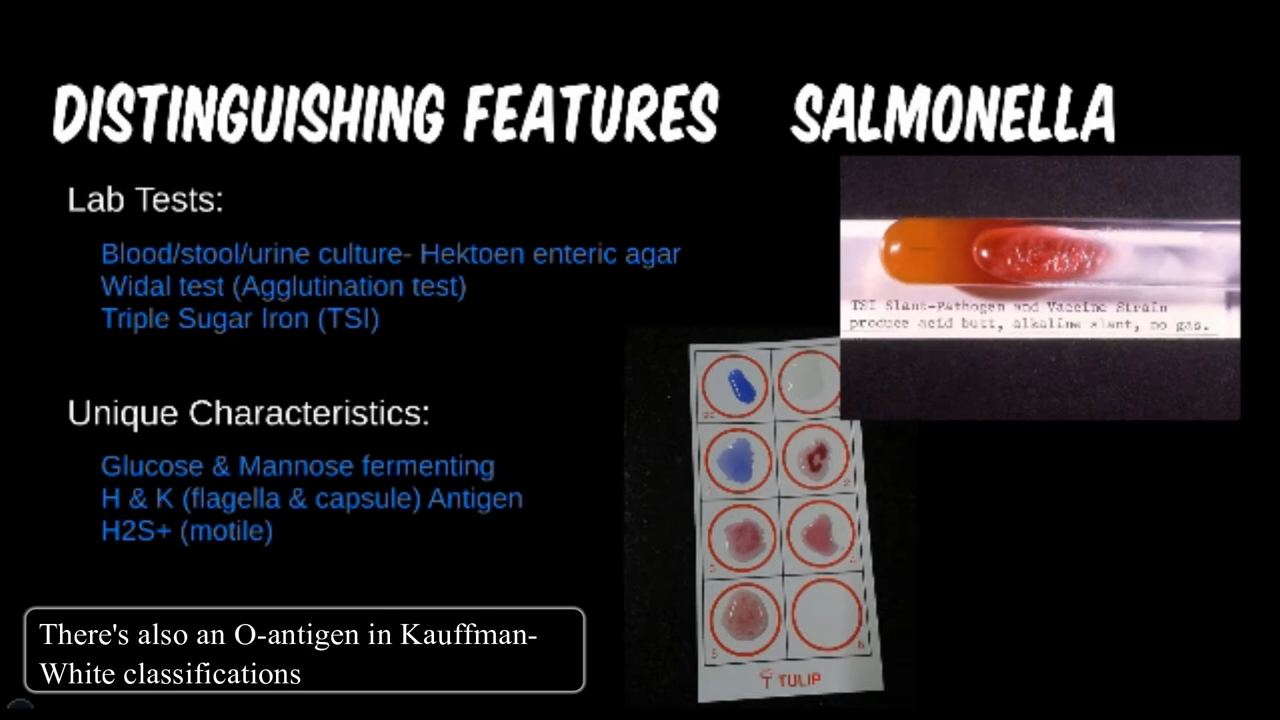 DISTINGUISHING FEATURES SALMONELLA
Lab Tests:
Blood/stool/urine culture- Hektoen enteric agar
Widal test (Agglutination test)
Triple Sugar Iron (TSI)
TSI Slant-Pathogen and Vaccine Strain
produce acid butt, alkaline slant, no gas.
Unique Characteristics:
Glucose & Mannose fermenting
H & K (flagella & capsule) Antigen
H2S+ (motile)
There's also an O-antigen in Kauffman-
White classifications
TULIP